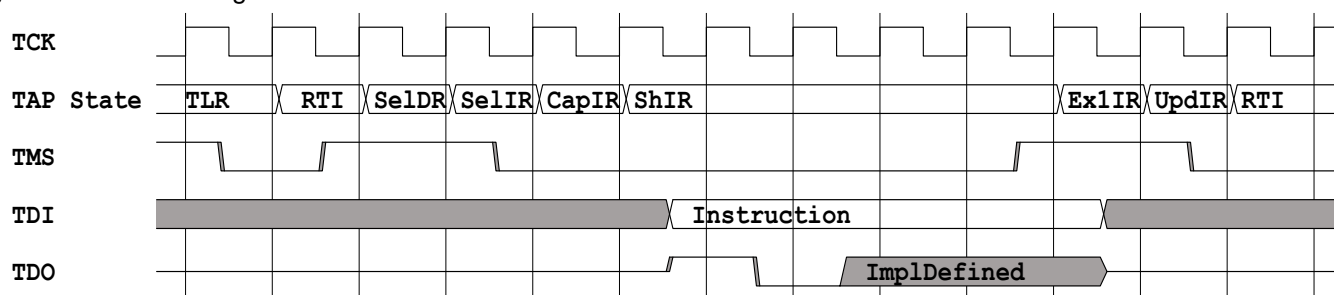 TCK
TAP State TLR RTI SelDR SelIR CapIR ShIR Ex1IR UpdIR RTI
TMS
TDI Instruction
TDO ImplDefined